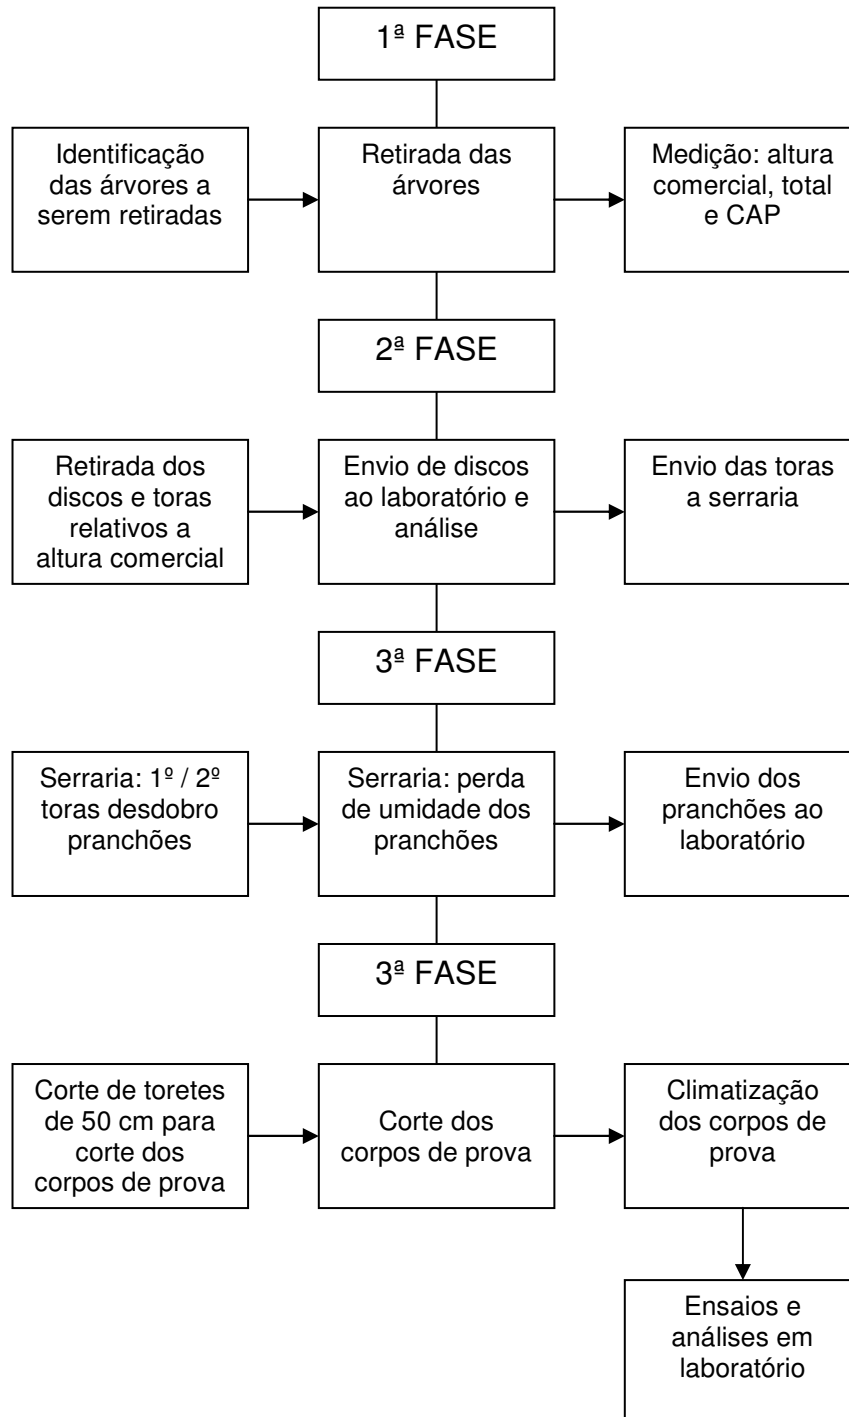 1ª FASE
Identificação
das árvores a
serem retiradas
Retirada das
árvores
Medição: altura
comercial, total
e CAP
2ª FASE
Retirada dos
discos e toras
relativos a
altura comercial
Envio de discos
ao laboratório e
análise
Envio das toras
a serraria
3ª FASE
Serraria: 1º / 2º
toras desdobro
pranchões
Serraria: perda
de umidade dos
pranchões
Envio dos
pranchões ao
laboratório
3ª FASE
Corte de toretes
de 50 cm para
corte dos
corpos de prova
Corte dos
corpos de prova
Climatização
dos corpos de
prova
Ensaios e
análises em
laboratório